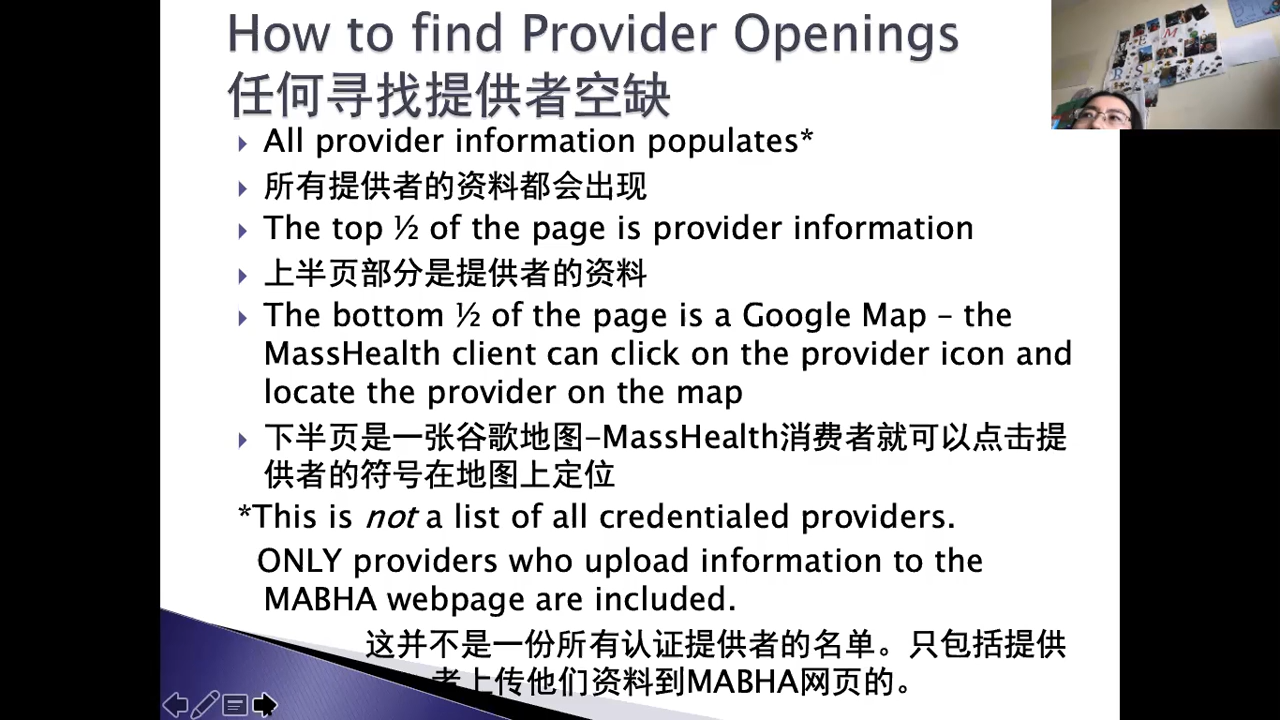 How to find Provider Openings
任何寻找提供者空缺
All provider information populates*
所有提供者的资料都会出现
The top ½ of the page is provider information
上半页部分是提供者的资料
The bottom ½ of the page is a Google Map – the
MassHealth client can click on the provider icon and
locate the provider on the map
下半页是一张谷歌地图-MassHealth消费者就可以点击提
供者的符号在地图上定位
*This is not a list of all credentialed providers.
ONLY providers who upload information to the
MABHA webpage are included.
这并不是一份所有认证提供者的名单。只包括提供
者上传他们资料到MABHA网页的。